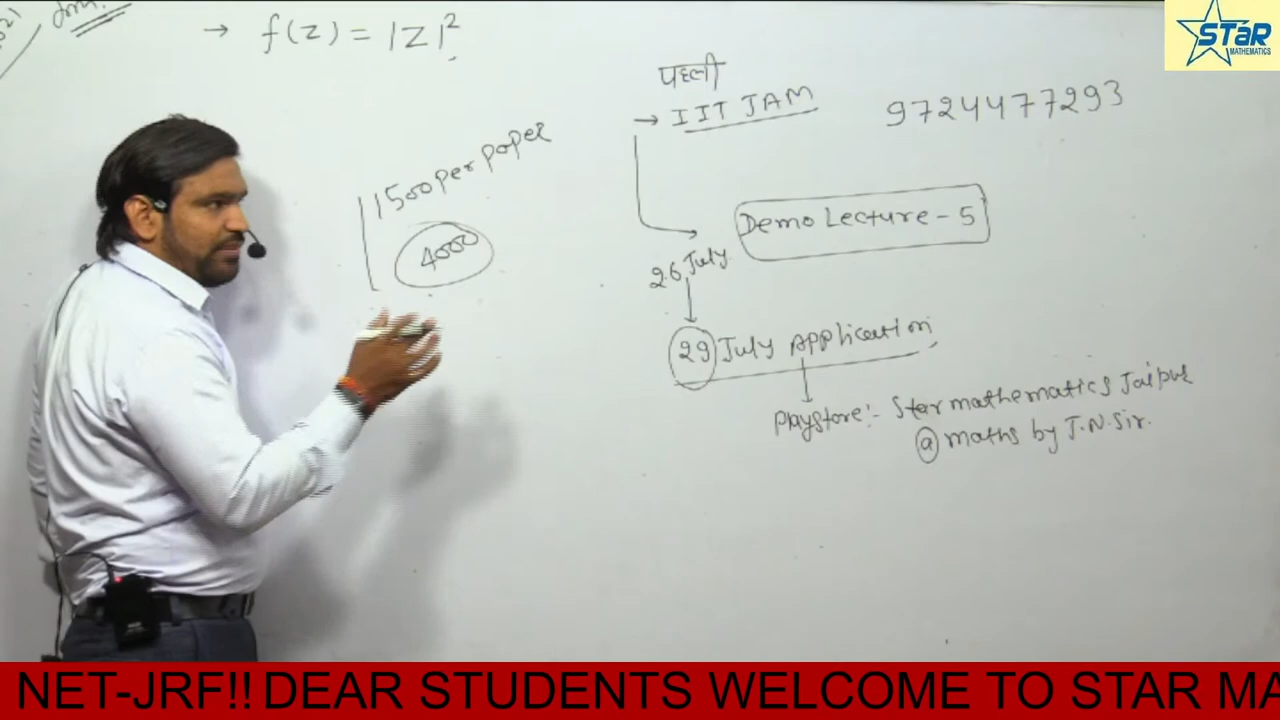 2021
→ f(z) = |z|²
STaR
MATHEMATICS
पहली
→ IIT JAM
9724477293
1500 per paper
4000
Demo Lecture - 5
26 July
29 July Application
Playstore:- Star mathematics Jaipur
@ maths by J.N. Sir.
NET-JRF!! DEAR STUDENTS WELCOME TO STAR MA